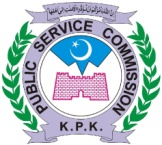 PUBLIC SERVICE COMMISSION
K.P.K.